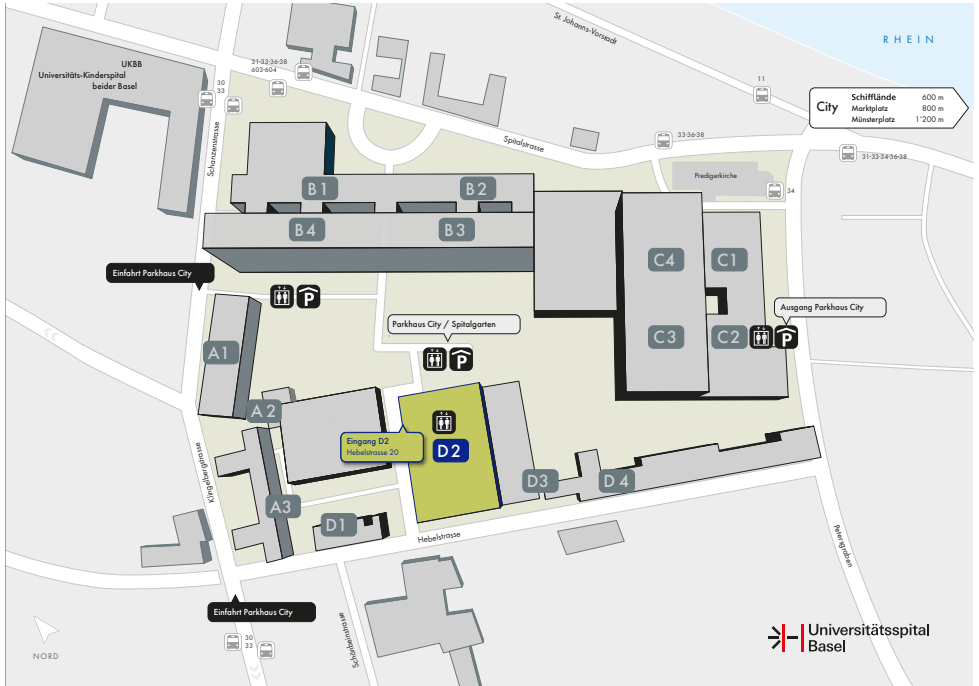 St. Johanns-Vorstadt
RHEIN
UKBB
Universitäts-Kinderspital
beider Basel
31-33-36-38
603-604
30
33
11
City
Schifflände 600 m
Marktplatz 800 m
Münsterplatz 1'200 m
Schanzenstrasse
Spitalstrasse
33-36-38
31-33-34-36-38
Predigerkirche
34
B1
B2
B4
B3
C4
C1
Einfahrt Parkhaus City
Parkhaus City / Spitalgarten
Ausgang Parkhaus City
P
P
P
C3
C2
A1
A2
Eingang D2
Hebelstrasse 20
D2
D3
D4
A3
D1
Klingelbergstrasse
Hebelstrasse
Petersgraben
Einfahrt Parkhaus City
30
33
Schönbeinstrasse
NORD
Universitätsspital
Basel